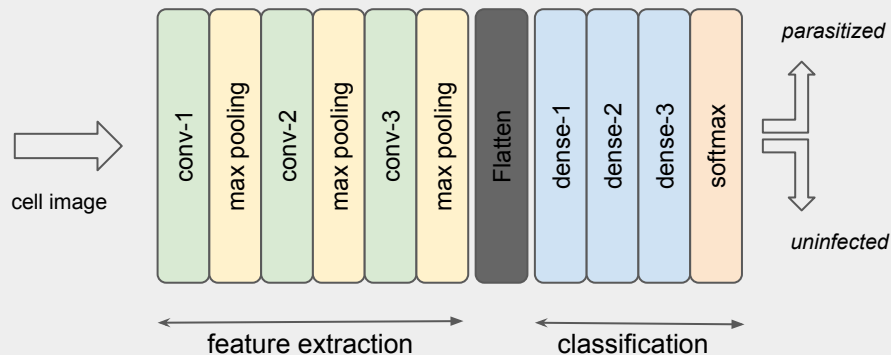 cell image
conv-1
max pooling
conv-2
max pooling
conv-3
max pooling
Flatten
dense-1
dense-2
dense-3
softmax
parasitized
uninfected
feature extraction
classification